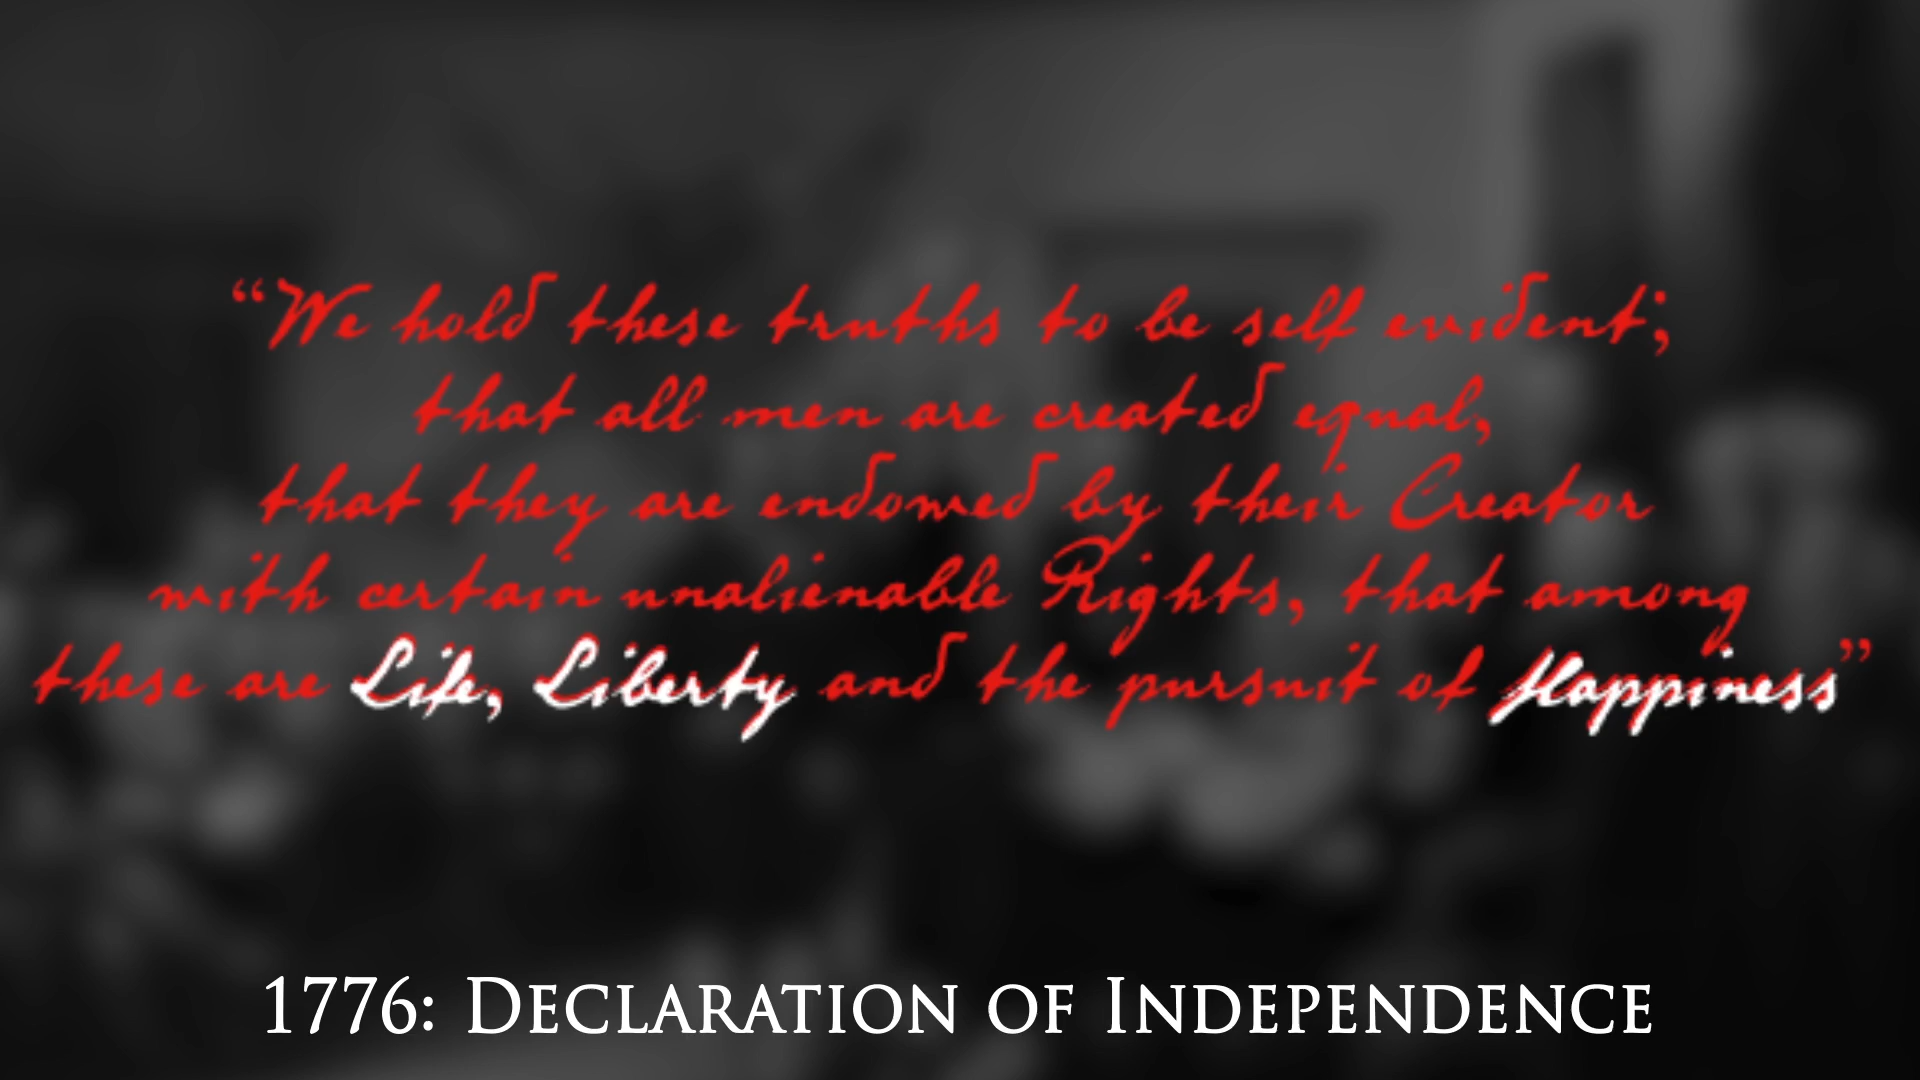 “We hold these truths to be self evident;
that all men are created equal,
that they are endowed by their Creator
with certain unalienable Rights, that among
these are Life, Liberty and the pursuit of Happiness”
1776: Declaration of Independence